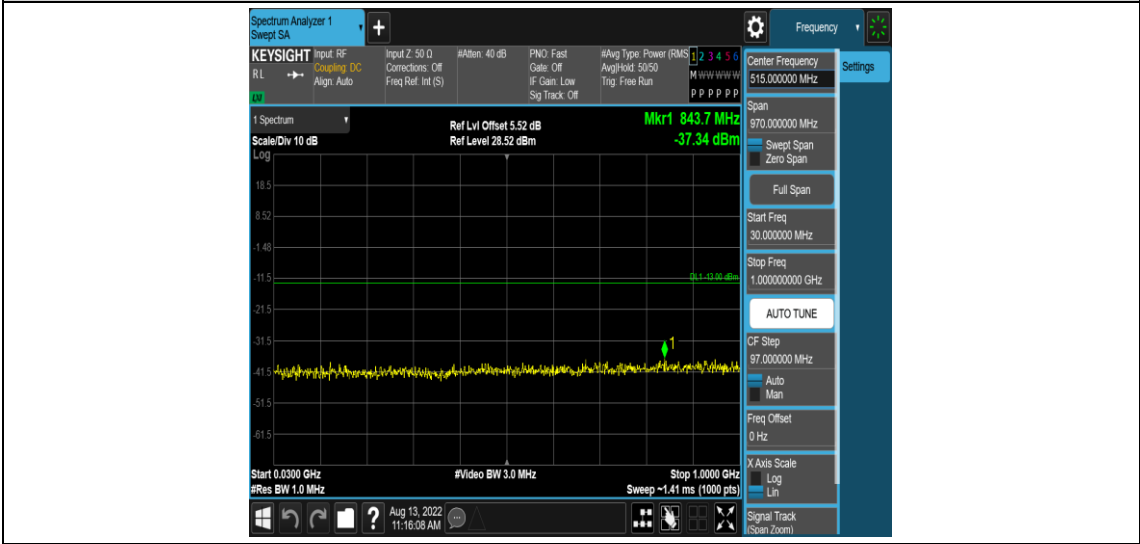 Spectrum Analyzer 1
Swept SA
+
Frequency
KEYSIGHT
RL
LXI
Input: RF
Coupling: DC
Align: Auto
Input Z: 50 Ω
Corrections: Off
Freq Ref: Int (S)
#Atten: 40 dB
PNO: Fast
Gate: Off
IF Gain: Low
Sig Track: Off
#Avg Type: Power (RMS
Avg|Hold: 50/50
Trig: Free Run
1 2 3 4 5 6
M W W W W W
P P P P P P
1 Spectrum
Scale/Div 10 dB
Ref Lvl Offset 5.52 dB
Ref Level 28.52 dBm
Mkr1 843.7 MHz
-37.34 dBm
Log
18.5
8.52
-1.48
-11.5
DL1 -13.00 dBm
-21.5
-31.5
1
-41.5
-51.5
-61.5
Start 0.0300 GHz
#Res BW 1.0 MHz
#Video BW 3.0 MHz
Stop 1.0000 GHz
Sweep ~1.41 ms (1000 pts)
?
Aug 13, 2022
11:16:08 AM
Center Frequency
515.000000 MHz
Settings
Span
970.000000 MHz
Swept Span
Zero Span
Full Span
Start Freq
30.000000 MHz
Stop Freq
1.000000000 GHz
AUTO TUNE
CF Step
97.000000 MHz
Auto
Man
Freq Offset
0 Hz
X Axis Scale
Log
Lin
Signal Track
(Span Zoom)